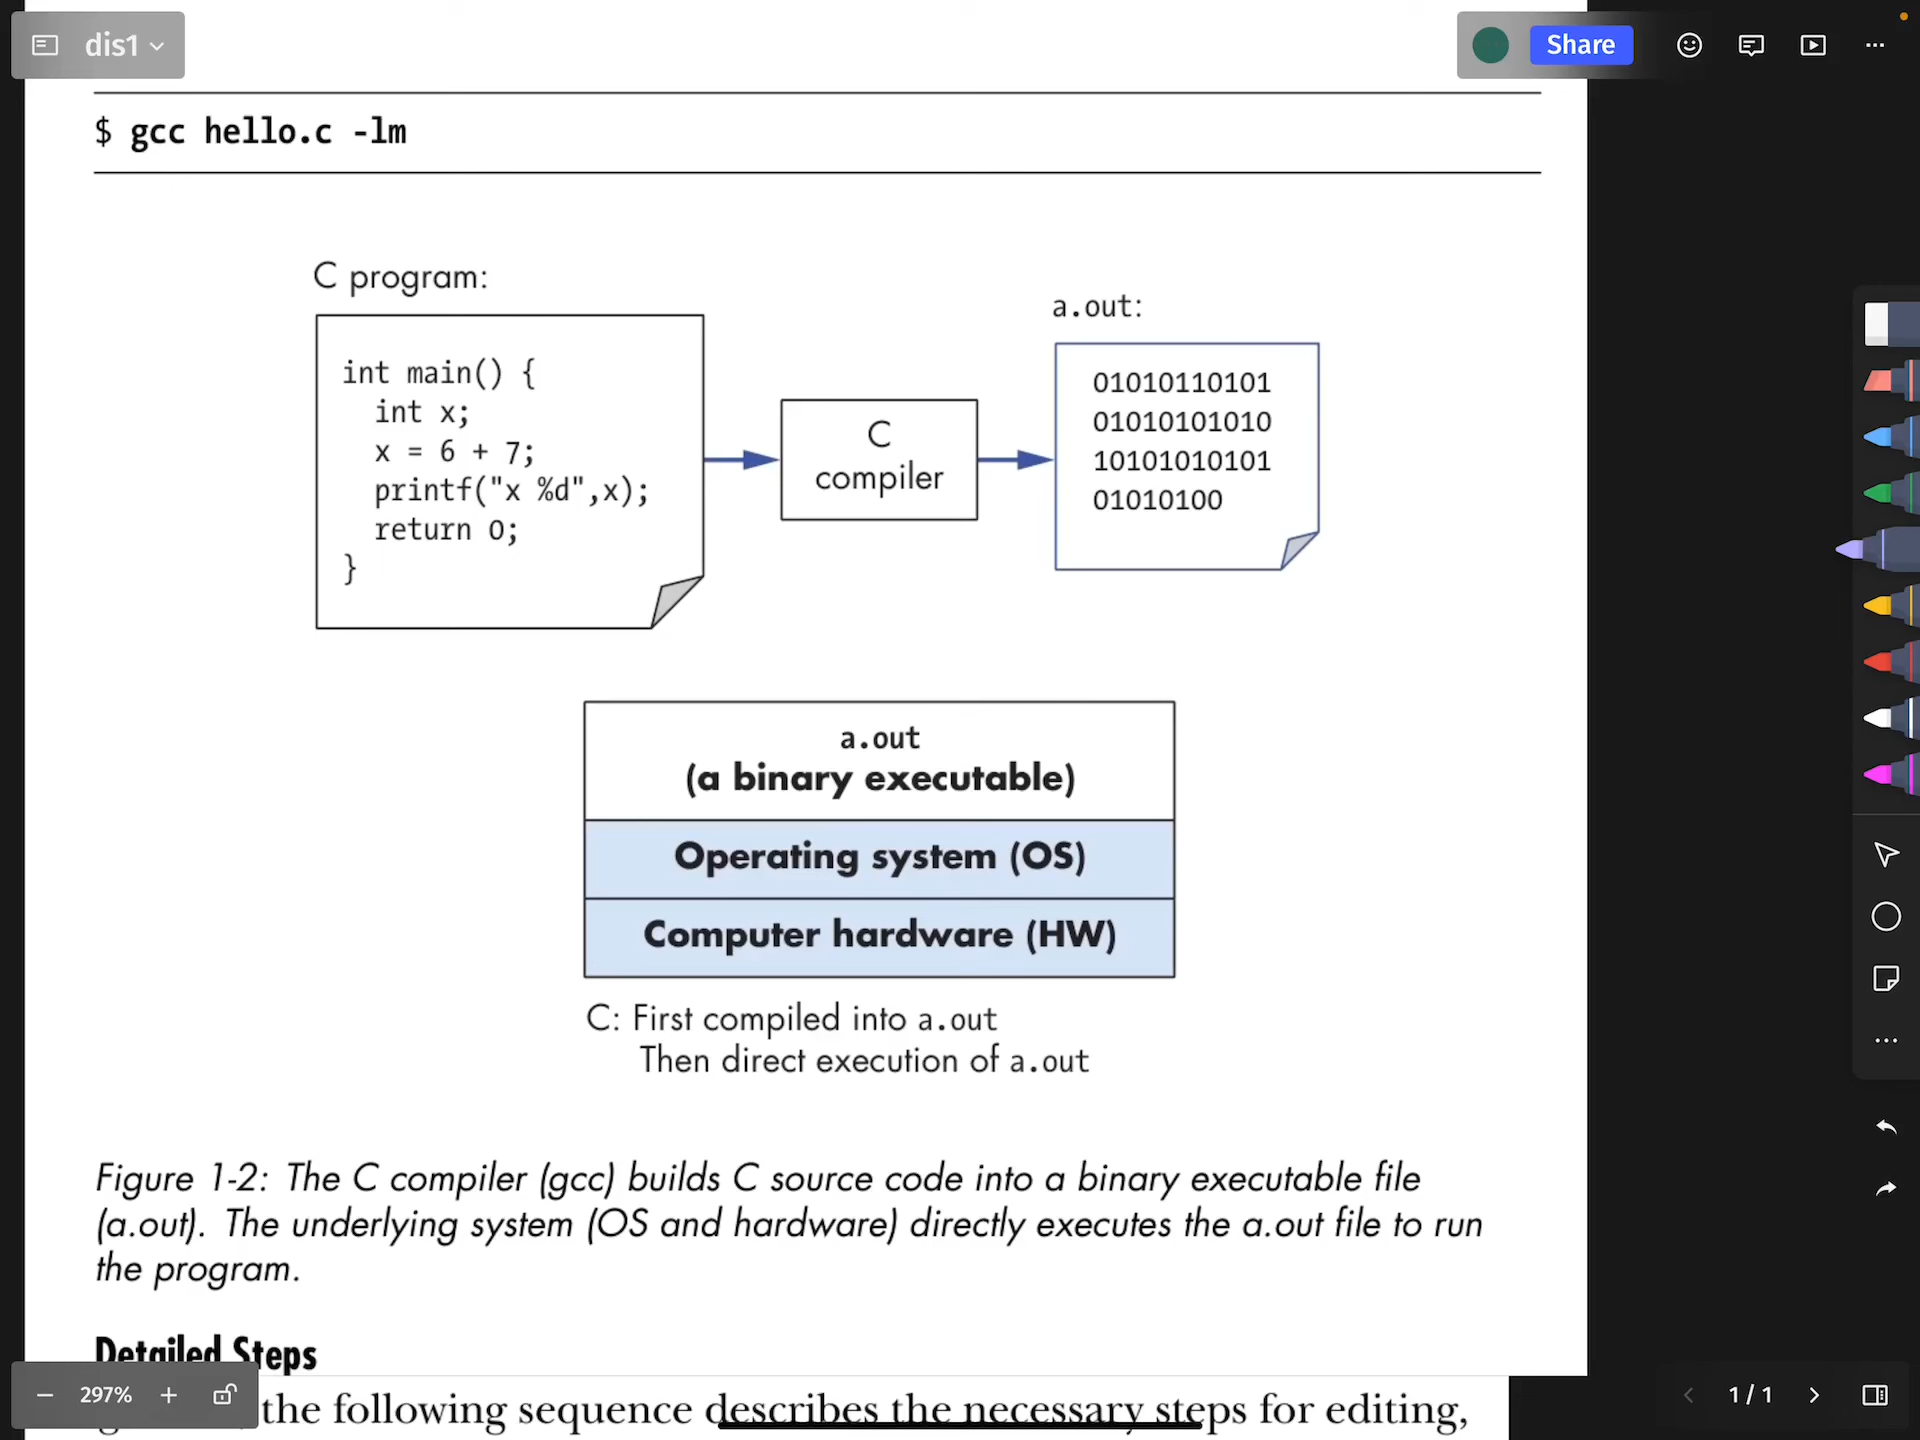 dis1
Share
$ gcc hello.c -lm
C program:
int main() {
int x;
x = 6 + 7;
printf("x %d",x);
return 0;
}
C
compiler
a.out:
01010110101
01010101010
10101010101
01010100
a.out
(a binary executable)
Operating system (OS)
Computer hardware (HW)
C: First compiled into a.out
Then direct execution of a.out
Figure 1-2: The C compiler (gcc) builds C source code into a binary executable file
(a.out). The underlying system (OS and hardware) directly executes the a.out file to run
the program.
Detailed Steps
297%
the following sequence describes the necessary steps for editing,
1 / 1